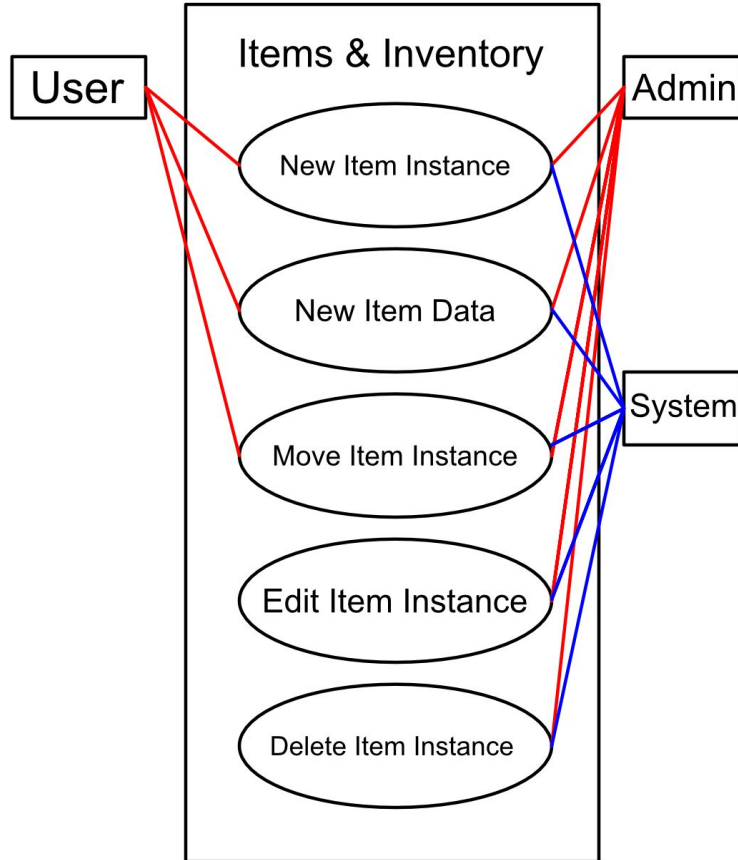 Items & Inventory
User
Admin
New Item Instance
New Item Data
System
Move Item Instance
Edit Item Instance
Delete Item Instance